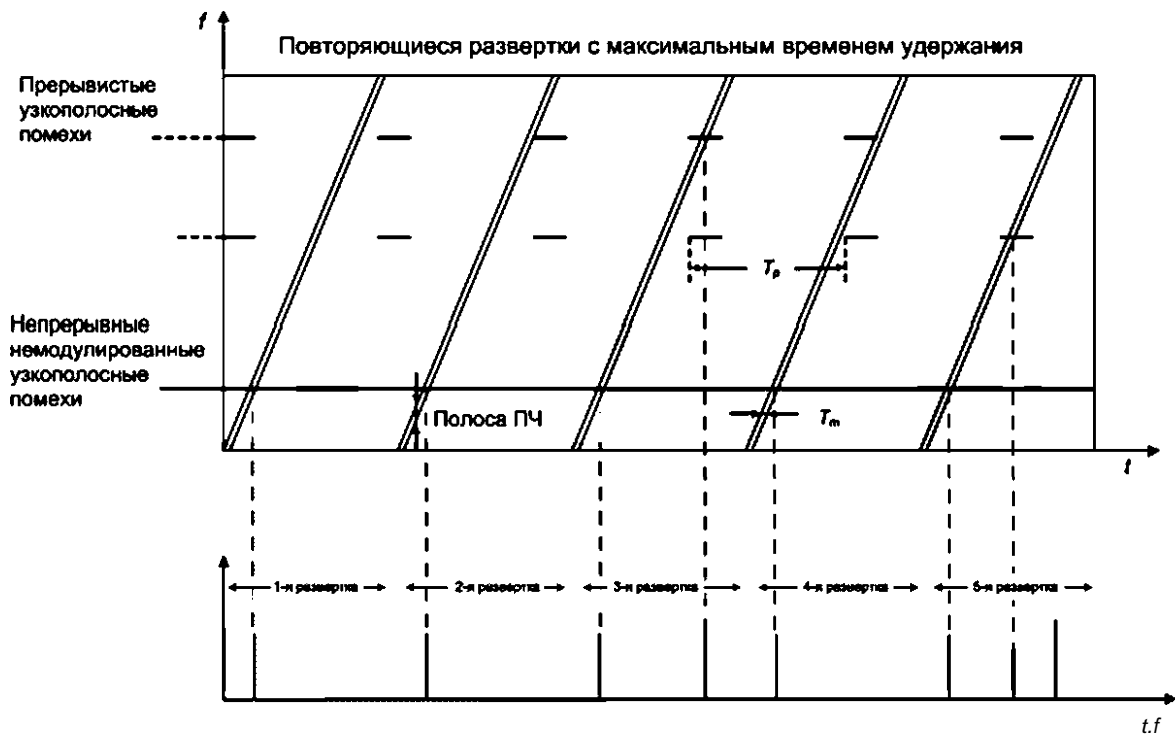 f
Повторяющиеся развертки с максимальным временем удержания
Прерывистые
узкополосные
помехи
Tp
Непрерывные
немодулированные
узкополосные
помехи
Полоса ПЧ
Tm
t
1-я развертка
2-я развертка
3-я развертка
4-я развертка
5-я развертка
t.f